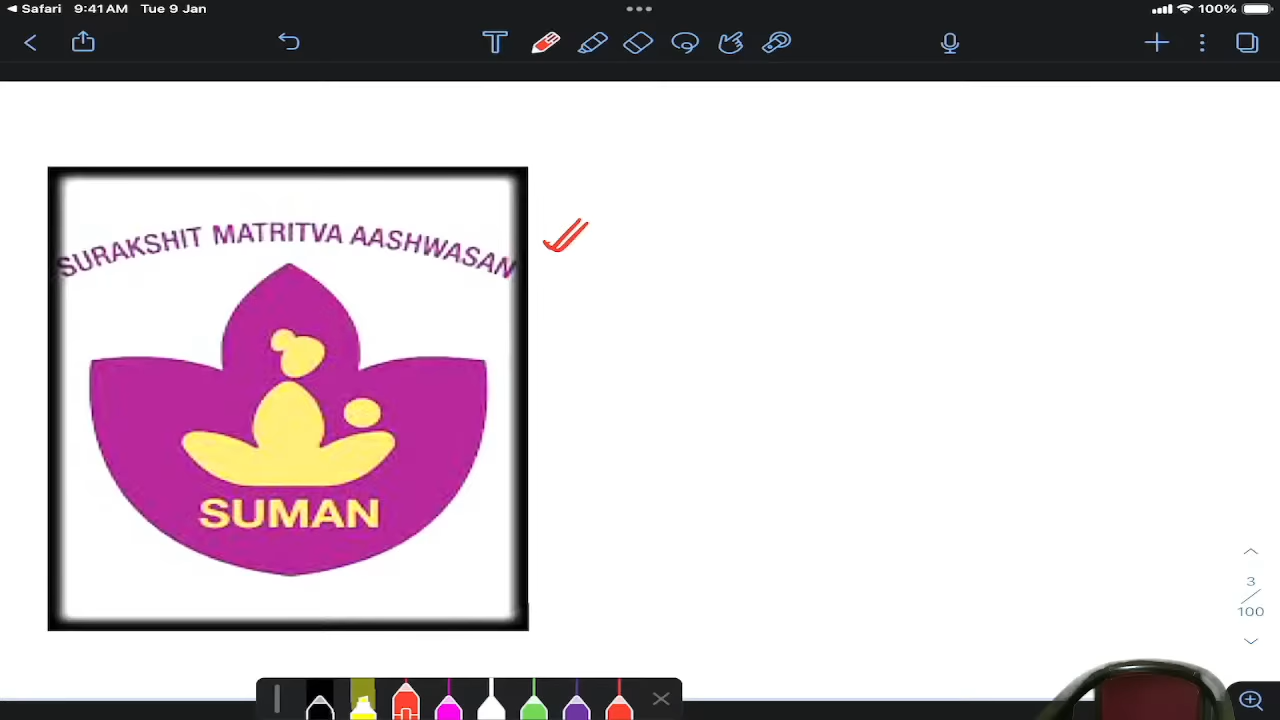 Safari 9:41 AM Tue 9 Jan 100%
T
SURAKSHIT MATRITVA AASHWASAN
SUMAN
3
100